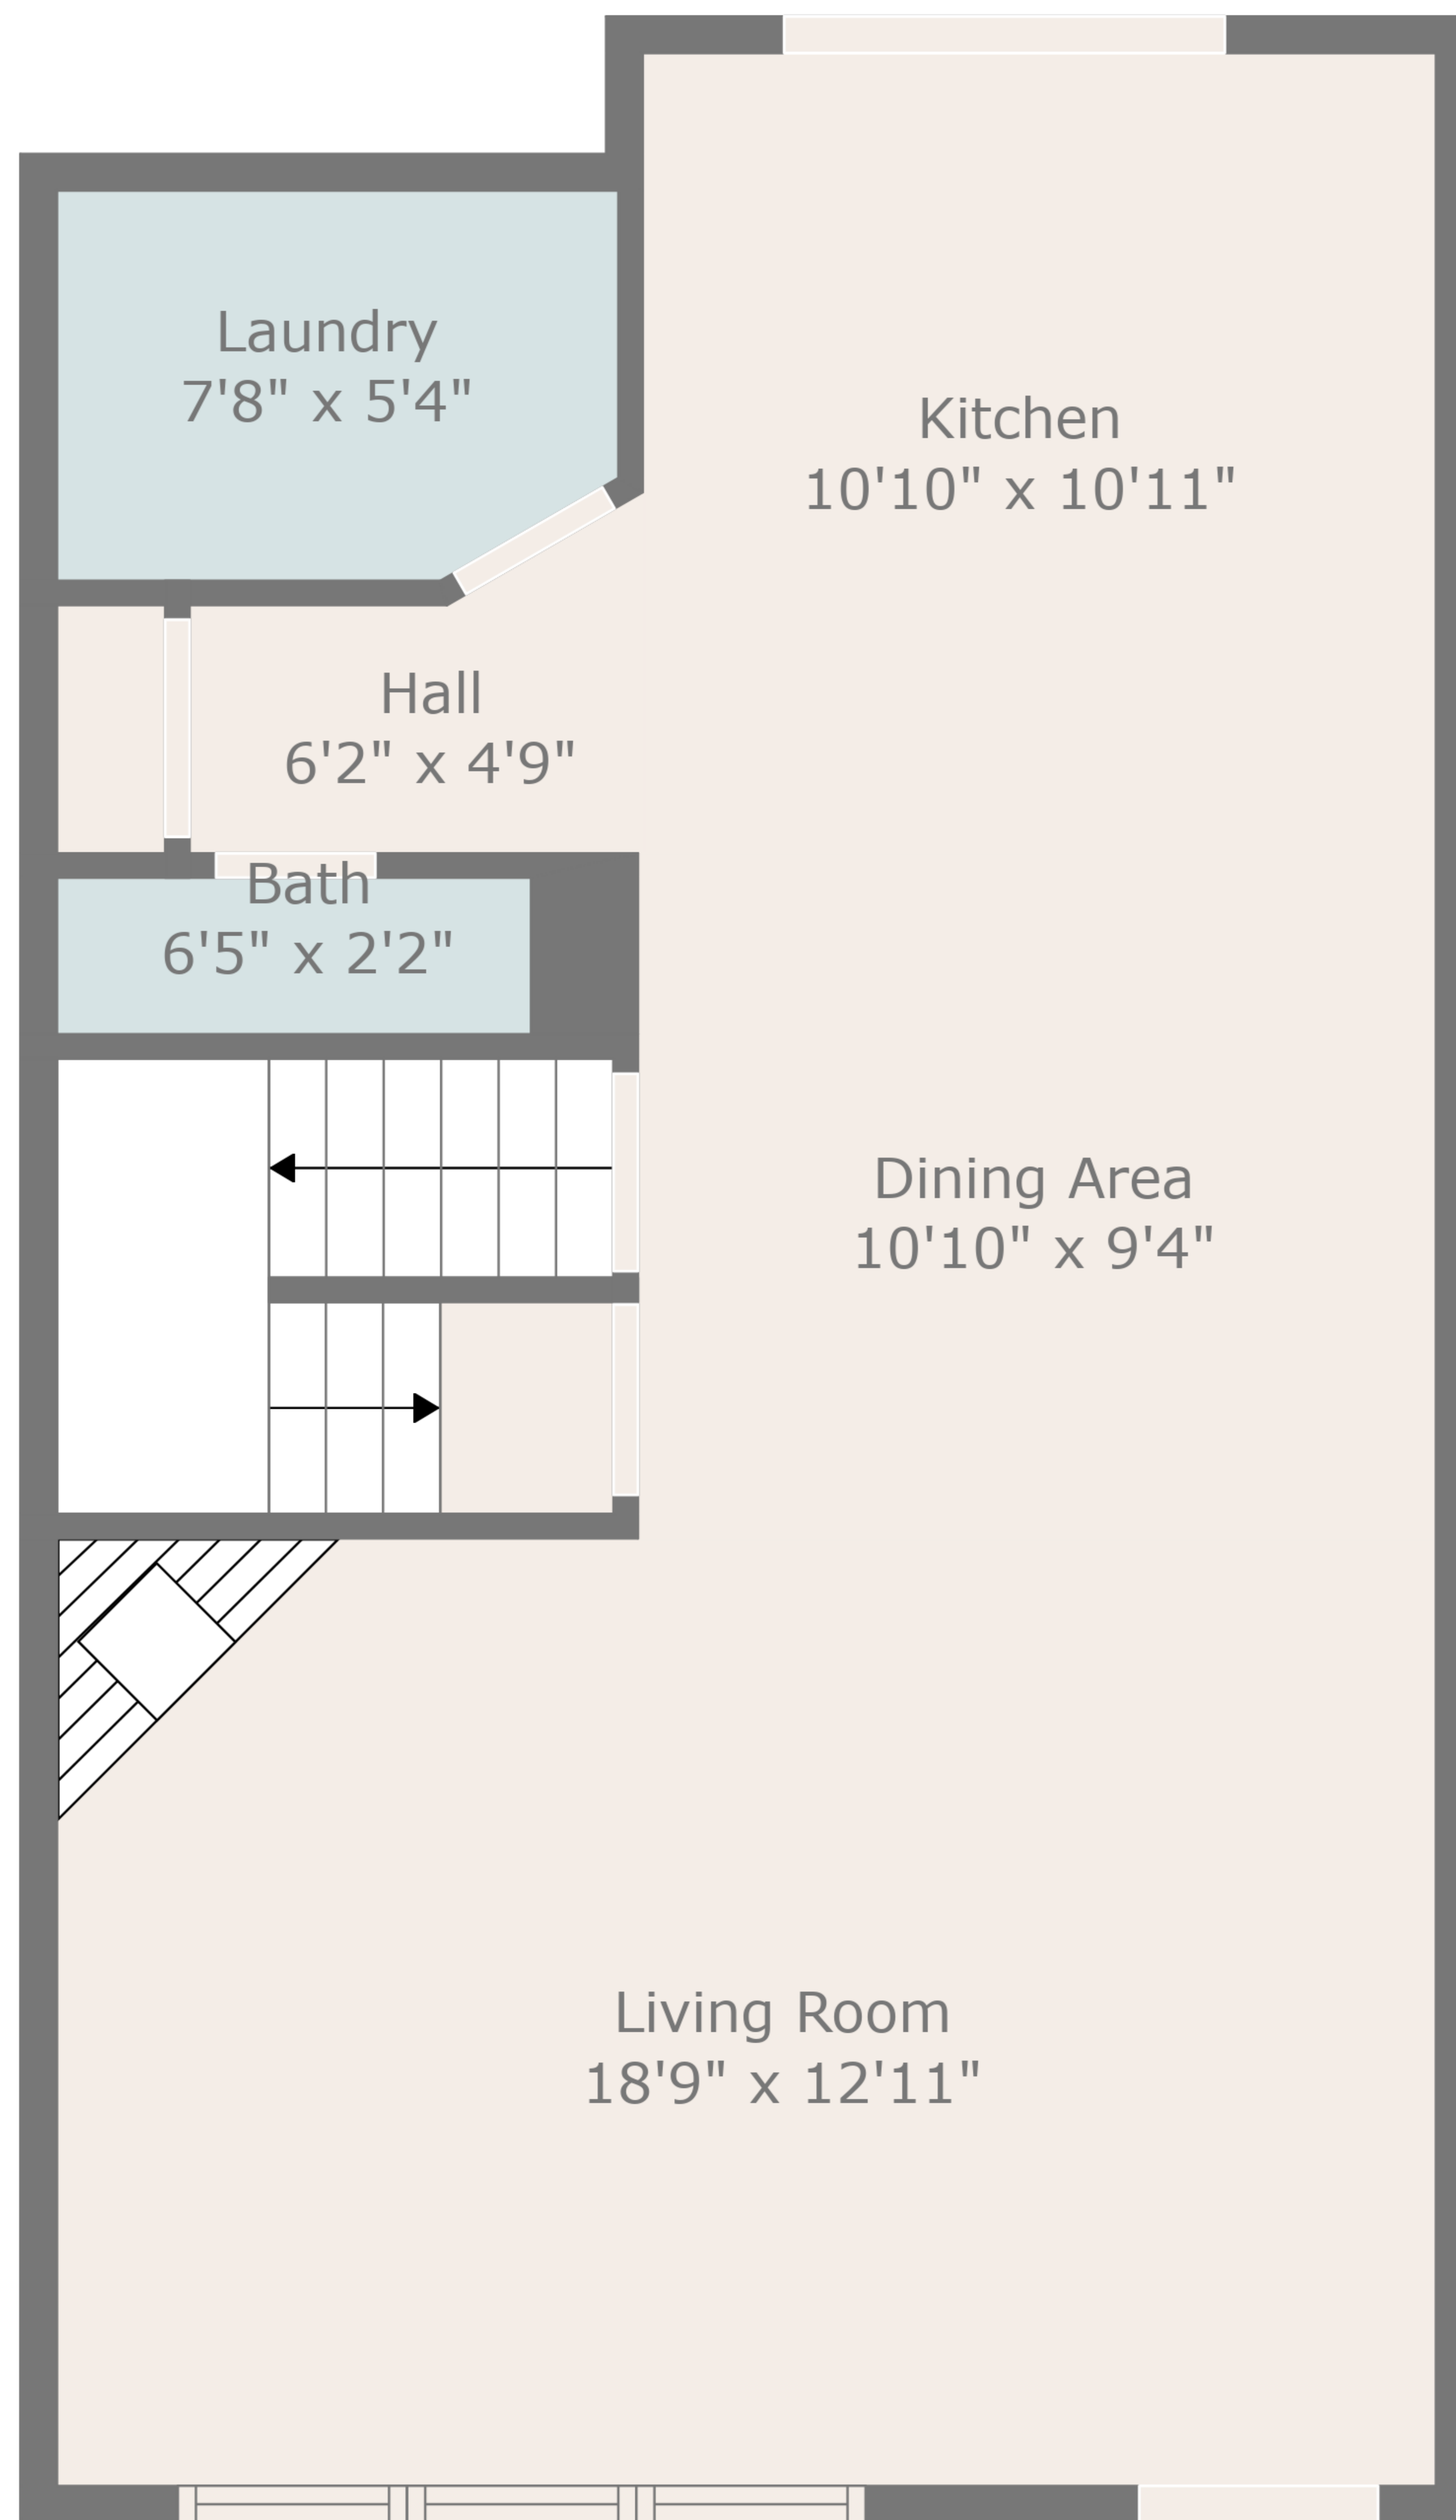 Laundry
7'8" x 5'4"
Kitchen
10'10" x 10'11"
Hall
6'2" x 4'9"
Bath
6'5" x 2'2"
Dining Area
10'10" x 9'4"
Living Room
18'9" x 12'11"